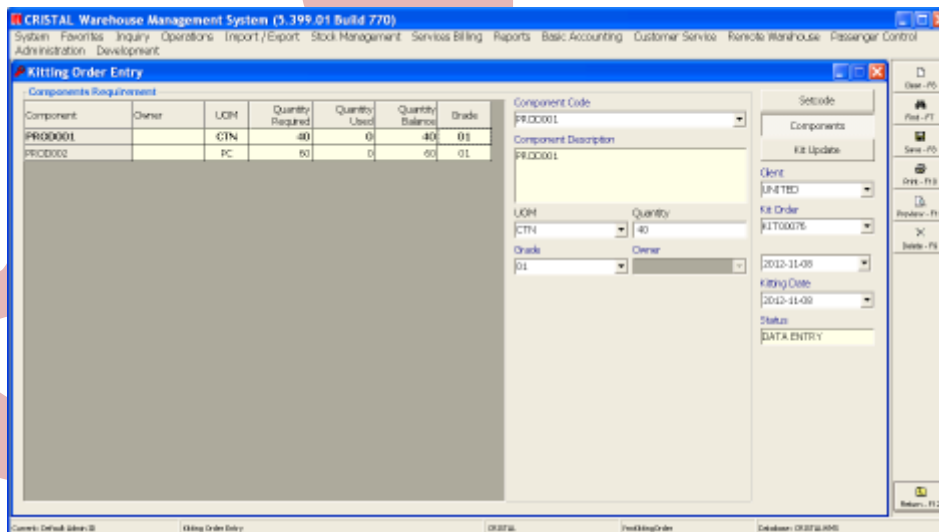 CRISTAL Warehouse Management System (5.399.01 Build 770)
System Favorites Inquiry Operations Import/Export Stock Management Services Billing Reports Basic Accounting Customer Service Remote Warehouse Passenger Control
Administration Development
Kitting Order Entry
Components Requirement
Component Owner UOM Quantity Required Quantity Used Quantity Balance Grade
PROD001 CTN 40 0 40 01
PROD002 PC 60 0 60 01
Component Code
PROD001
Component Description
PROD001
UOM Quantity
CTN 40
Grade Owner
01
Setcode
Components
Kit Update
Client
UNITED
Kit Order
KIT00076
2012-11-08
Kitting Date
2012-11-08
Status
DATA ENTRY
Clear - F5
Find - F7
Save - F8
Print - F10
Preview - F
Delete - F6
Return - F12
Current: Default Admin ID Kitting Order Entry CRISTAL Database: CRISTALWMS